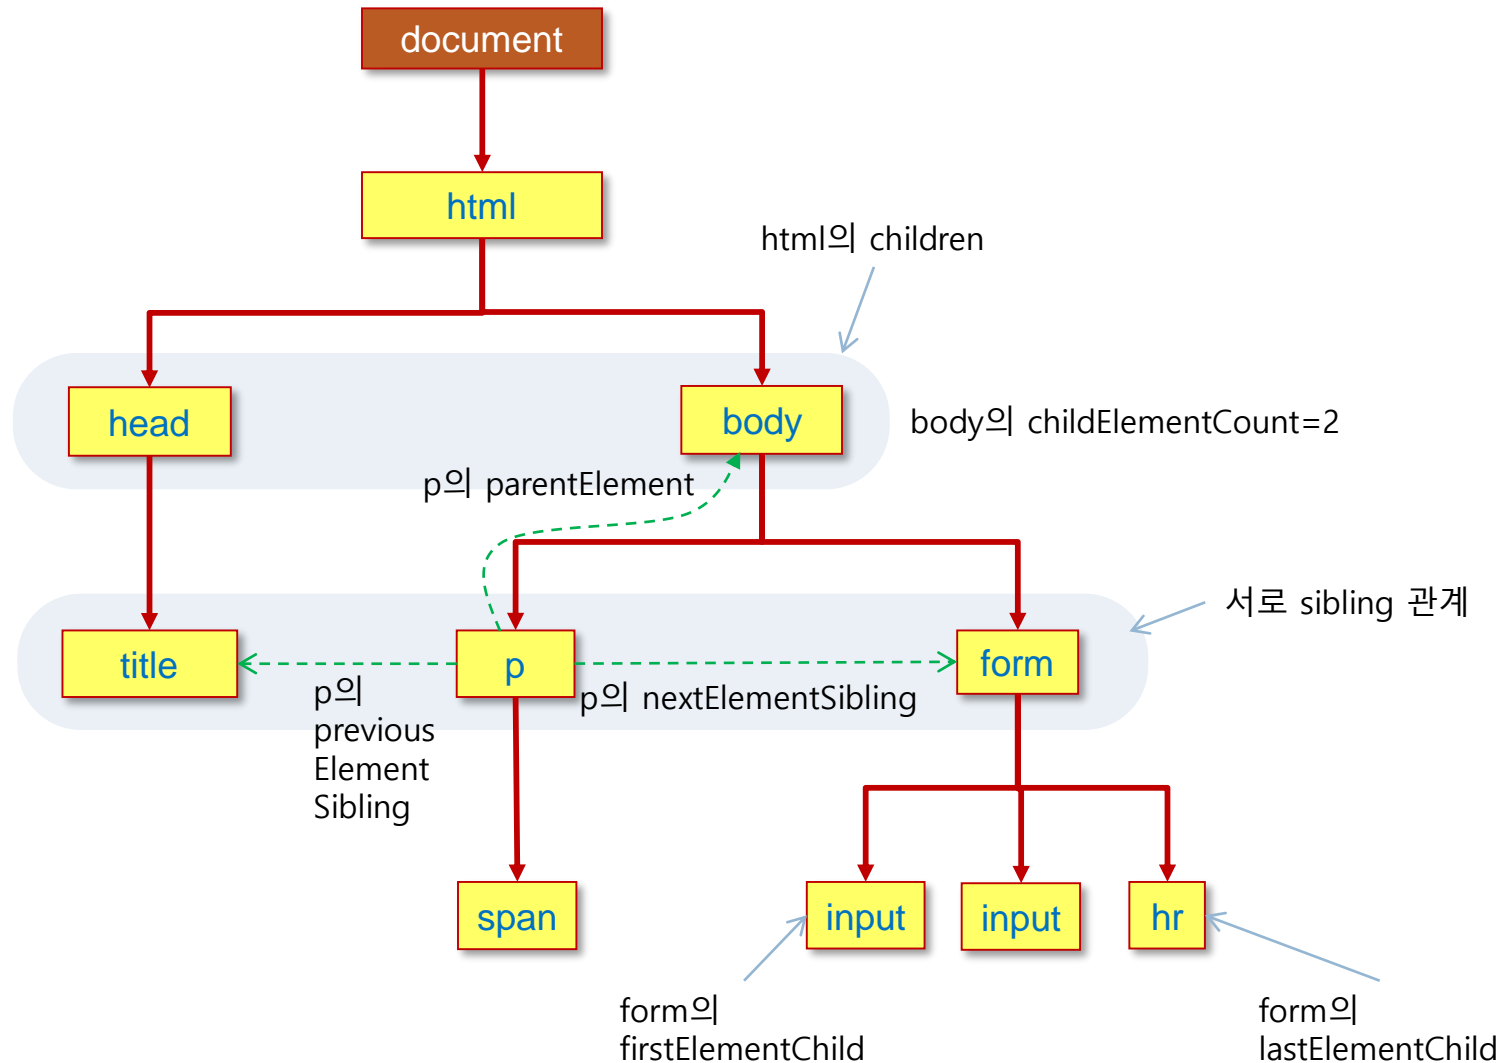 document
html
html의 children
head
body
body의 childElementCount=2
p의 parentElement
서로 sibling 관계
title
p
form
p의
previous
Element
Sibling
p의 nextElementSibling
span
input
input
hr
form의
firstElementChild
form의
lastElementChild